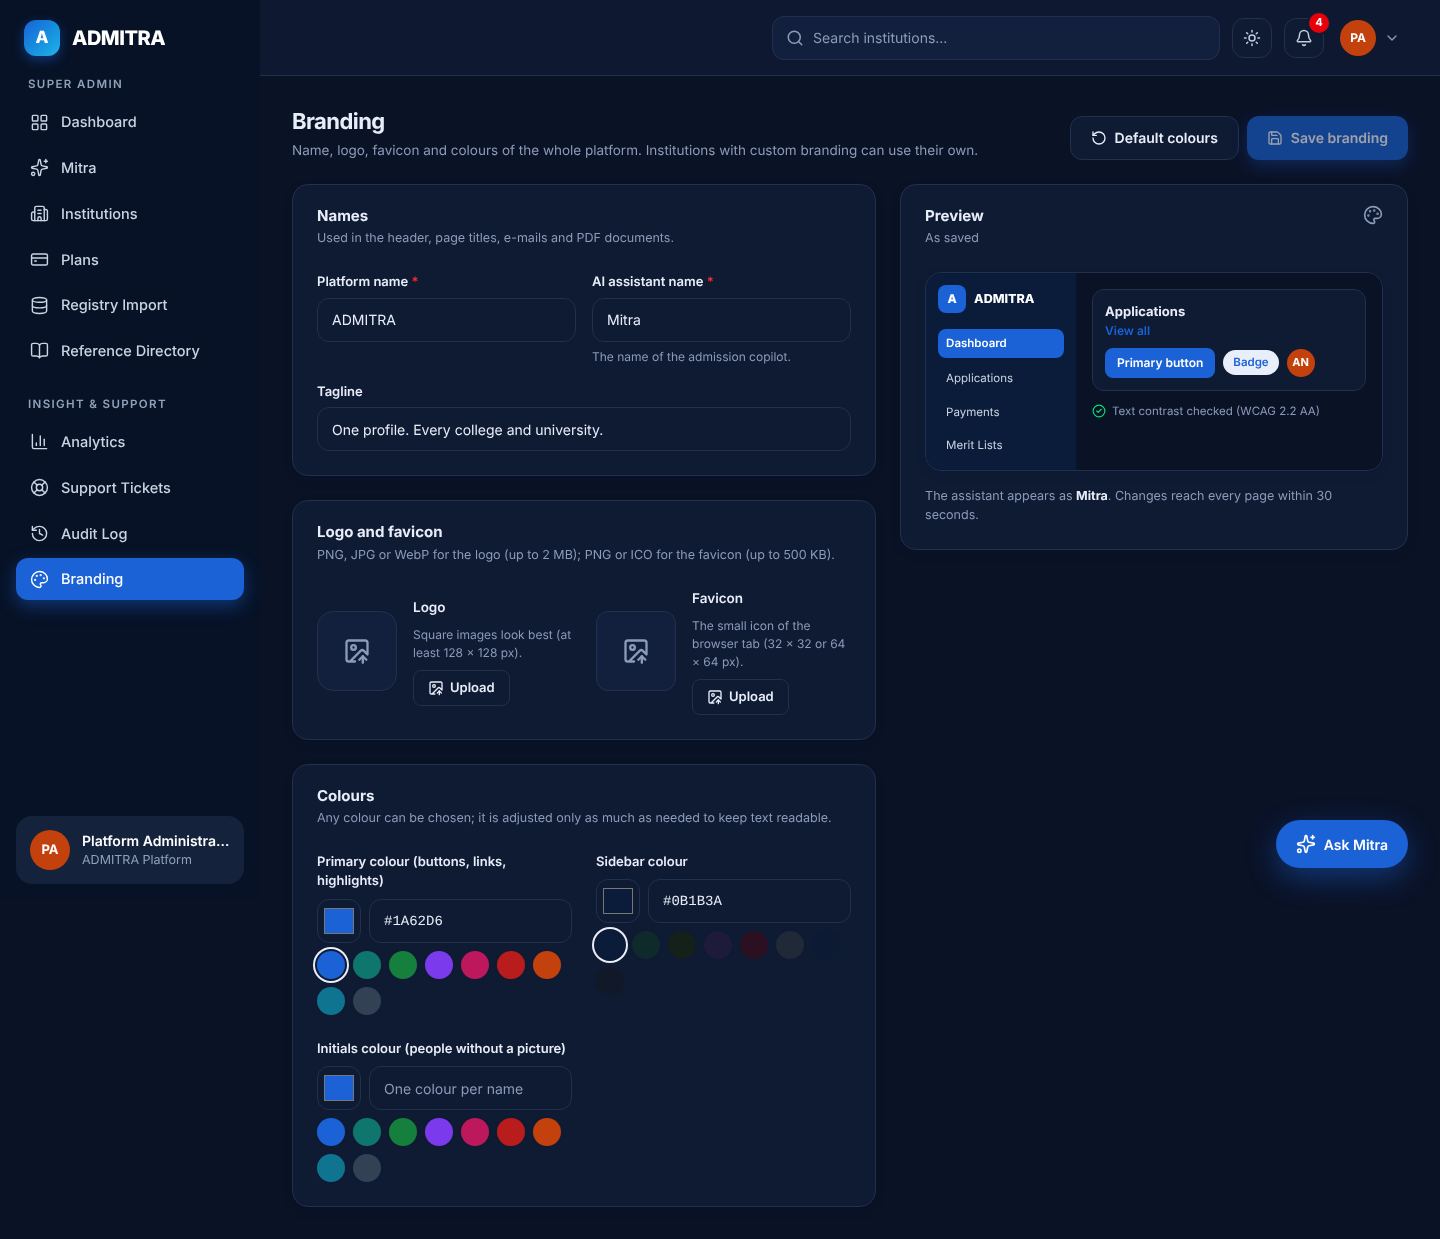 A ADMITRA
SUPER ADMIN
Dashboard
Mitra
Institutions
Plans
Registry Import
Reference Directory
INSIGHT & SUPPORT
Analytics
Support Tickets
Audit Log
Branding
PA Platform Administra...
ADMITRA Platform
Search institutions...
4
PA
Branding
Name, logo, favicon and colours of the whole platform. Institutions with custom branding can use their own.
Default colours
Save branding
Names
Used in the header, page titles, e-mails and PDF documents.
Platform name *
ADMITRA
AI assistant name *
Mitra
The name of the admission copilot.
Tagline
One profile. Every college and university.
Logo and favicon
PNG, JPG or WebP for the logo (up to 2 MB); PNG or ICO for the favicon (up to 500 KB).
Logo
Square images look best (at
least 128 × 128 px).
Upload
Favicon
The small icon of the
browser tab (32 × 32 or 64
× 64 px).
Upload
Colours
Any colour can be chosen; it is adjusted only as much as needed to keep text readable.
Primary colour (buttons, links,
highlights)
#1A62D6
Sidebar colour
#0B1B3A
Initials colour (people without a picture)
One colour per name
Preview
As saved
A ADMITRA
Dashboard
Applications
Payments
Merit Lists
Applications
View all
Primary button
Badge
AN
Text contrast checked (WCAG 2.2 AA)
The assistant appears as Mitra. Changes reach every page within 30
seconds.
Ask Mitra